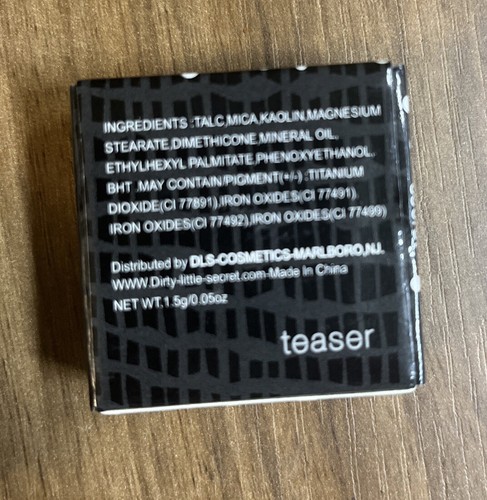 INGREDIENTS :TALC,MICA,KAOLIN,MAGNESIUM
STEARATE,DIMETHICONE,MINERAL OIL,
ETHYLHEXYL PALMITATE,PHENOXYETHANOL,
BHT .MAY CONTAIN/PIGMENT(+/-) :TITANIUM
DIOXIDE(CI 77891),IRON OXIDES(CI 77491)
IRON OXIDES(CI 77492),IRON OXIDES(CI 77499)
Distributed by DLS-COSMETICS-MARLBORO,NJ.
WWW.Dirty-little-secret.com-Made In China
NET WT.1.5g/0.05oz
teaser